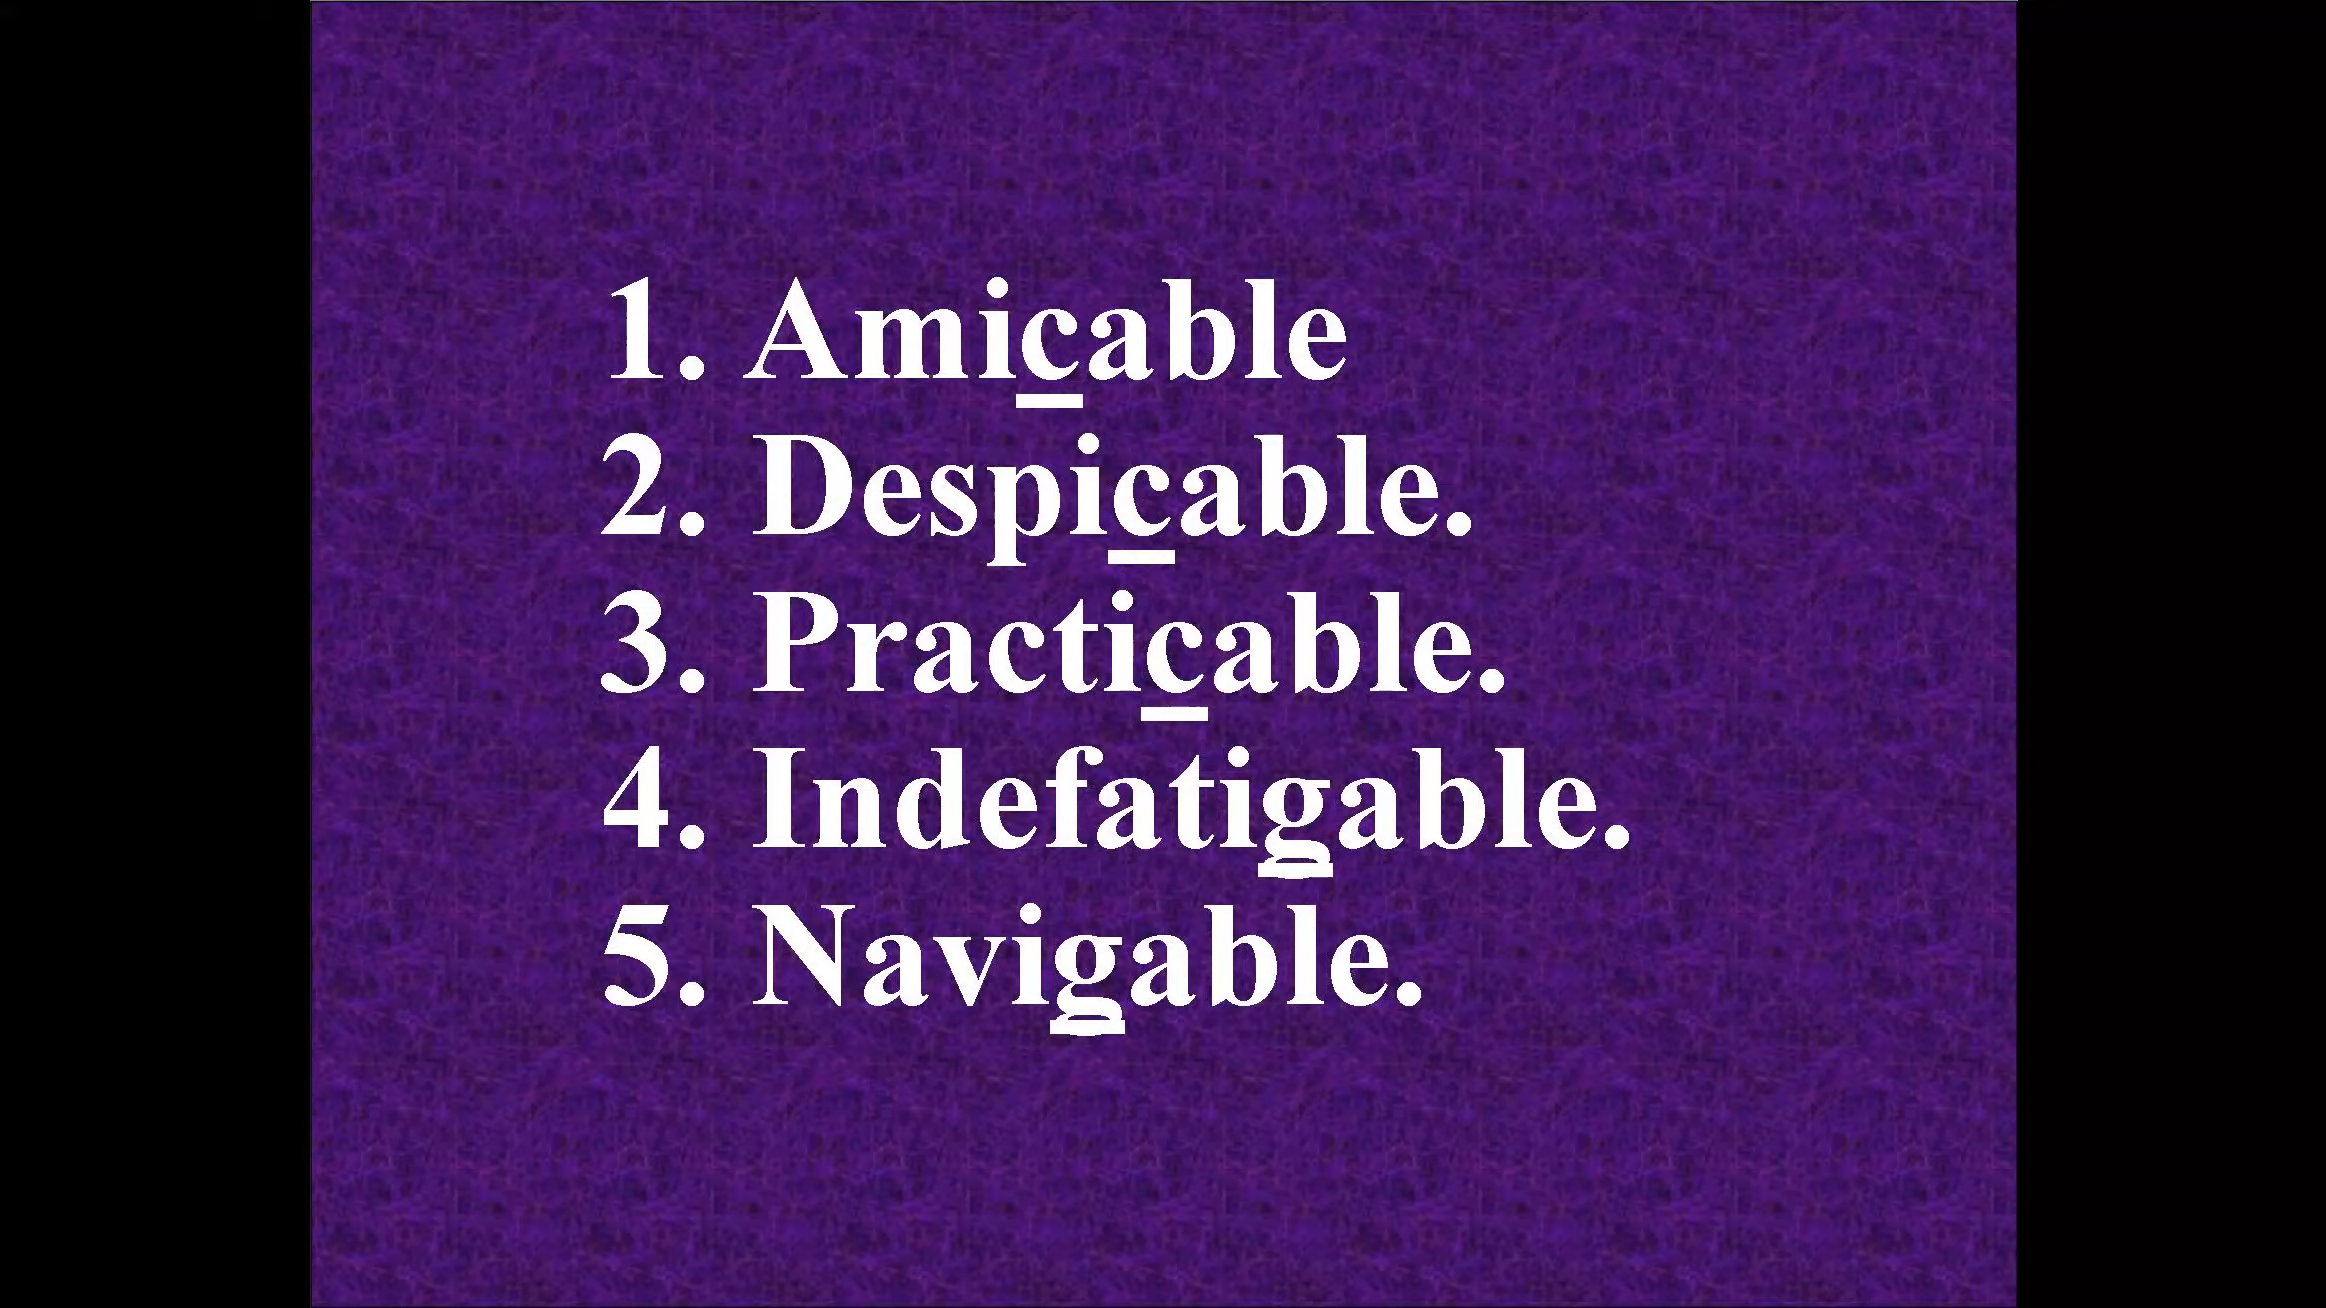 1. Amicable
2. Despicable.
3. Practicable.
4. Indefatigable.
5. Navigable.